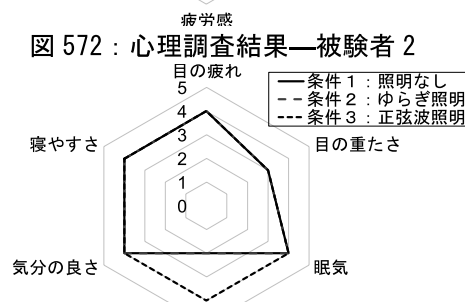 疲労感
図 572：心理調査結果―被験者 2
目の疲れ
条件 1 ：照明なし
条件 2 ：ゆらぎ照明
条件 3 ：正弦波照明
5
4
3
2
1
0
寝やすさ
目の重たさ
気分の良さ
眠気